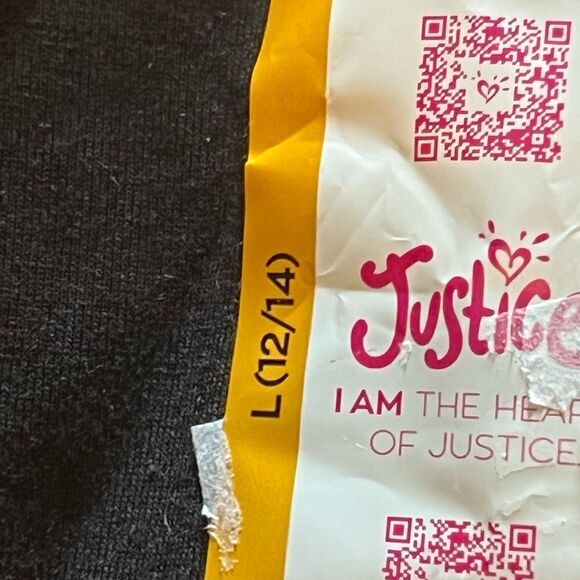 L (12/14)
Justice
I AM THE HEART
OF JUSTICE